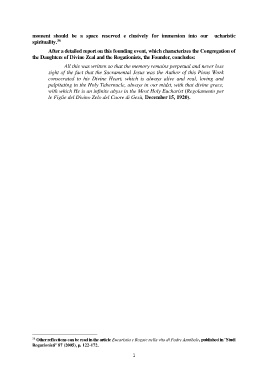 moment should be a space reserved e clusively for immersion into our ucharistic
spirituality.²⁴
After a detailed report on this founding event, which characterizes the Congregation of
the Daughters of Divine Zeal and the Rogationists, the Founder, concludes:
All this was written so that the memory remains perpetual and never lose
sight of the fact that the Sacramental Jesus was the Author of this Pious Work
consecrated to his Divine Heart, which is always alive and real, loving and
palpitating in the Holy Tabernacle, always in our midst, with that divine grace,
with which He is an infinite abyss in the Most Holy Eucharist (Regolamento per
le Figlie del Divino Zelo del Cuore di Gesù, December 15, 1920).
²⁴ Other reflections can be read in the article Eucaristia e Rogate nella vita di Padre Annibale, published in "Studi
Rogazionisti" 87 (2005), p. 122-172.